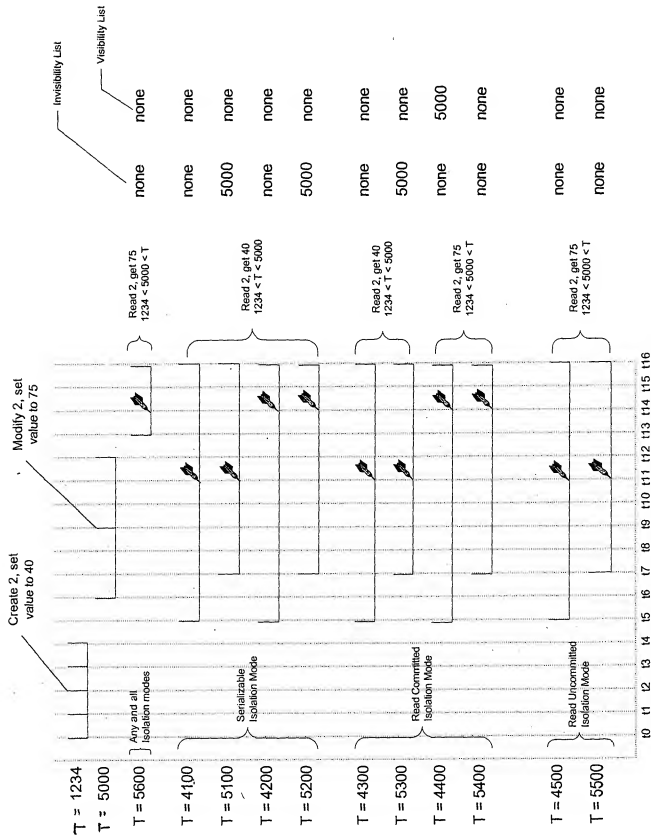 Invisibility List
Visibility List
Create 2, set
value to 40
Modify 2, set
value to 75
T = 1234
T = 5000
T = 5600
Any and all
Isolation modes
Read 2, get 75
1234 < 5000 < T
none
none
T = 4100
none
none
T = 5100
5000
none
Serializable
Isolation Mode
Read 2, get 40
1234 < T < 5000
T = 4200
none
none
T = 5200
5000
none
T = 4300
Read 2, get 40
1234 < T < 5000
none
none
T = 5300
5000
none
Read Committed
Isolation Mode
T = 4400
Read 2, get 75
1234 < 5000 < T
none
5000
T = 5400
none
none
T = 4500
Read Uncommitted
Isolation Mode
Read 2, get 75
1234 < 5000 < T
none
none
T = 5500
none
none
t0 t1 t2 t3 t4 t5 t6 t7 t8 t9 t10 t11 t12 t13 t14 t15 t16